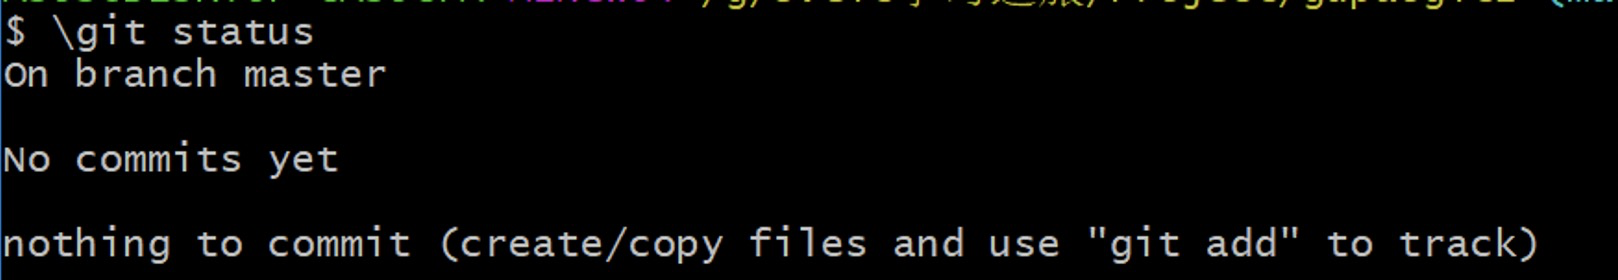 $ \git status
On branch master
No commits yet
nothing to commit (create/copy files and use "git add" to track)